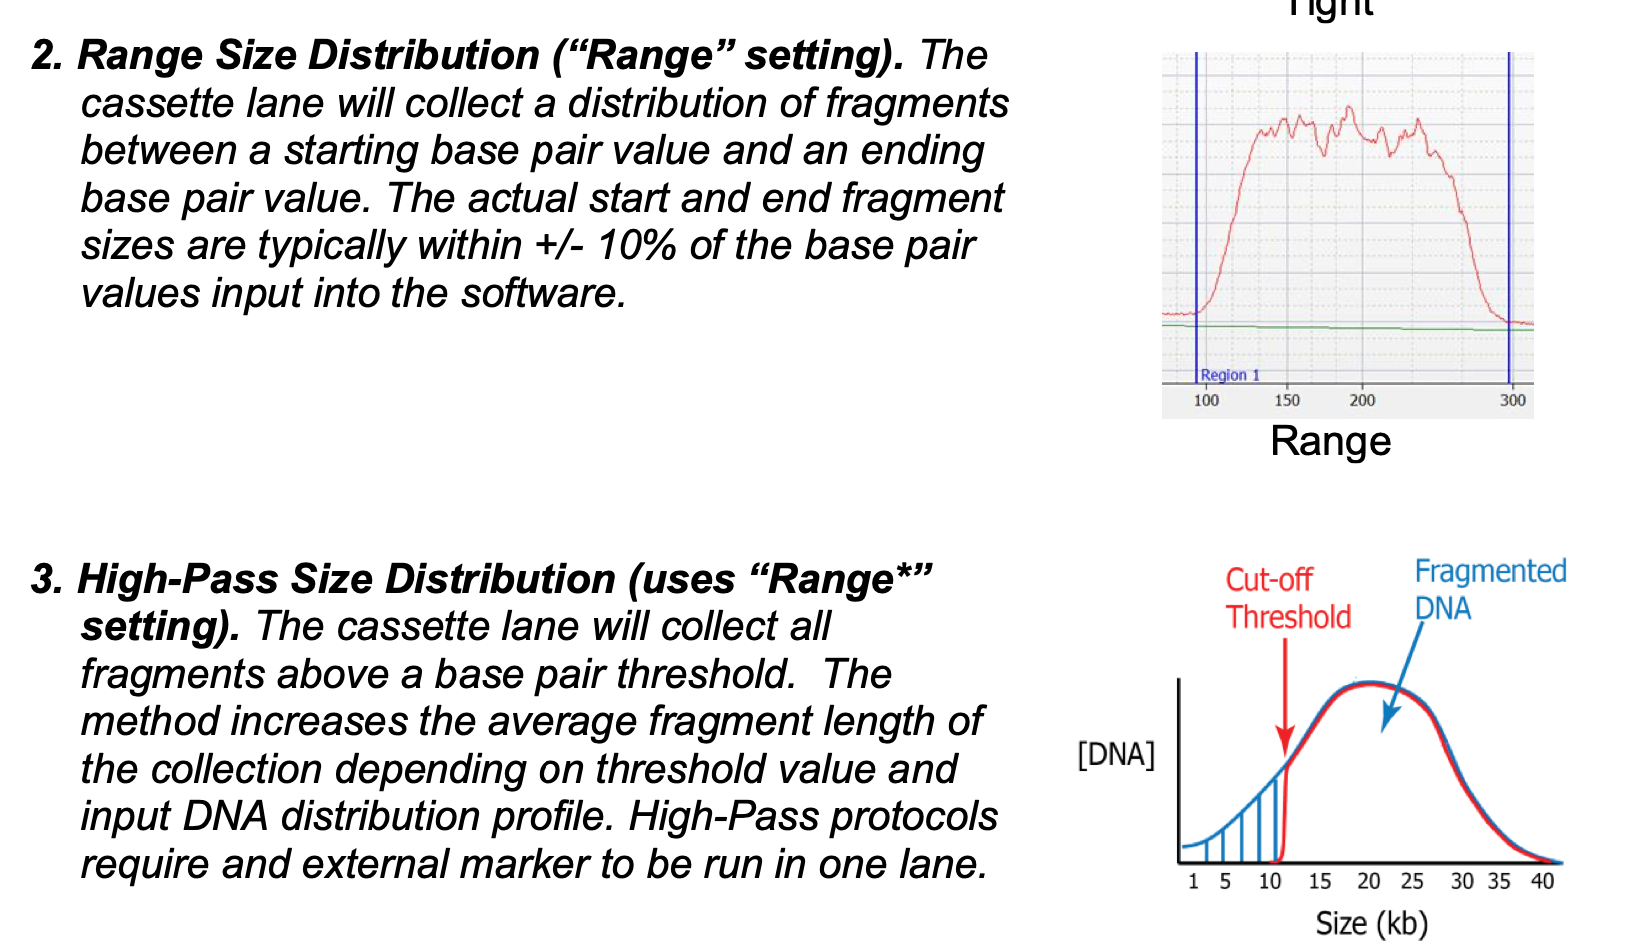 Tight
2. Range Size Distribution (“Range” setting). The
cassette lane will collect a distribution of fragments
between a starting base pair value and an ending
base pair value. The actual start and end fragment
sizes are typically within +/- 10% of the base pair
values input into the software.
Region 1
100 150 200 300
Range
3. High-Pass Size Distribution (uses “Range*”
setting). The cassette lane will collect all
fragments above a base pair threshold.  The
method increases the average fragment length of
the collection depending on threshold value and
input DNA distribution profile. High-Pass protocols
require and external marker to be run in one lane.
Cut-off
Threshold
Fragmented
DNA
[DNA]
1 5 10 15 20 25 30 35 40
Size (kb)